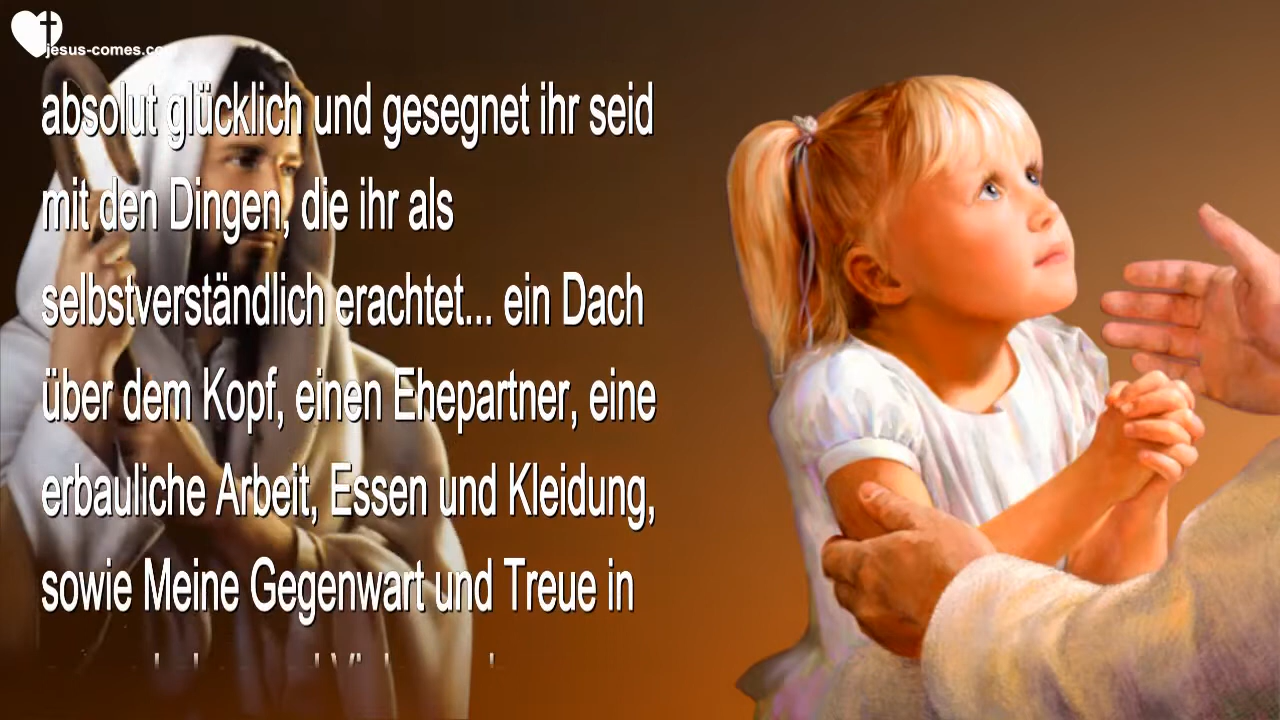 jesus-comes.com
absolut glücklich und gesegnet ihr seid
mit den Dingen, die ihr als
selbstverständlich erachtet... ein Dach
über dem Kopf, einen Ehepartner, eine
erbauliche Arbeit, Essen und Kleidung,
sowie Meine Gegenwart und Treue in